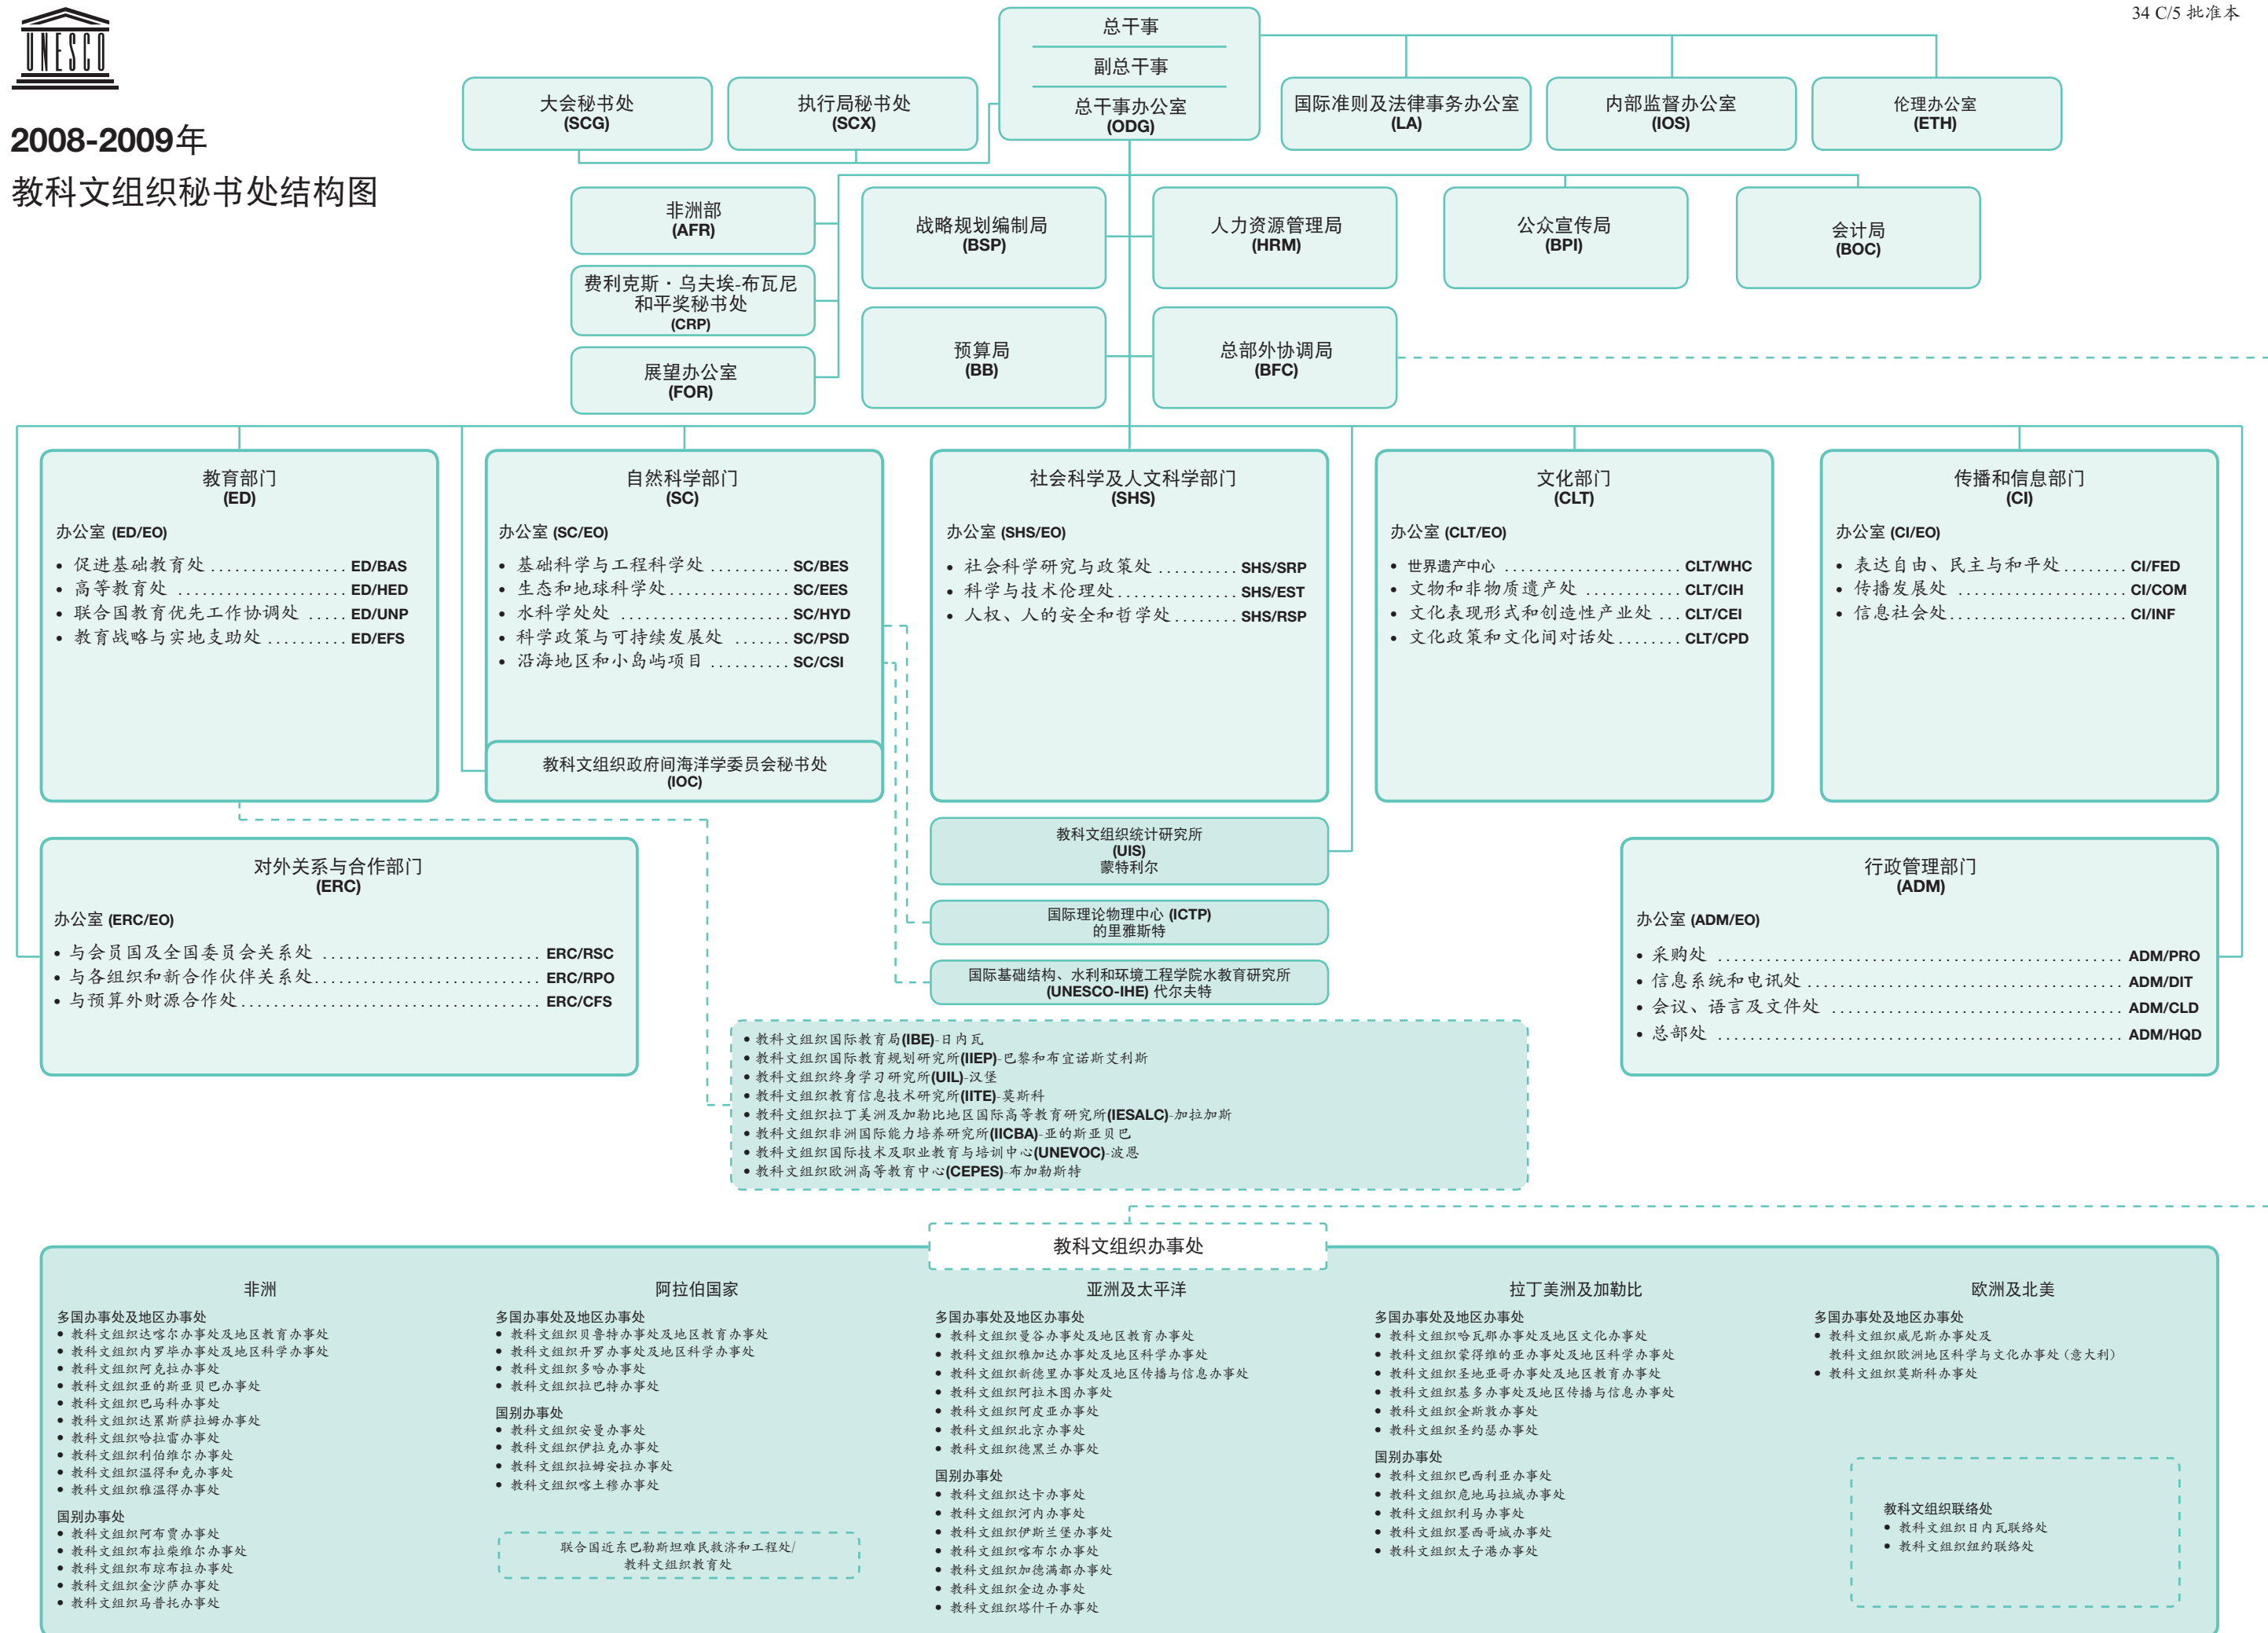 34 C/5 批准本
UNESCO
2008-2009年
教科文组织秘书处结构图
总干事
副总干事
总干事办公室
(ODG)
大会秘书处
(SCG)
执行局秘书处
(SCX)
国际准则及法律事务办公室
(LA)
内部监督办公室
(IOS)
伦理办公室
(ETH)
非洲部
(AFR)
费利克斯・乌夫埃-布瓦尼
和平奖秘书处
(CRP)
展望办公室
(FOR)
战略规划编制局
(BSP)
人力资源管理局
(HRM)
公众宣传局
(BPI)
会计局
(BOC)
预算局
(BB)
总部外协调局
(BFC)
教育部门
(ED)
办公室 (ED/EO)
• 促进基础教育处 ................. ED/BAS
• 高等教育处 ..................... ED/HED
• 联合国教育优先工作协调处 ..... ED/UNP
• 教育战略与实地支助处 .......... ED/EFS
自然科学部门
(SC)
办公室 (SC/EO)
• 基础科学与工程科学处 .......... SC/BES
• 生态和地球科学处............... SC/EES
• 水科学处处 ..................... SC/HYD
• 科学政策与可持续发展处 ....... SC/PSD
• 沿海地区和小岛屿项目 .......... SC/CSI
教科文组织政府间海洋学委员会秘书处
(IOC)
社会科学及人文科学部门
(SHS)
办公室 (SHS/EO)
• 社会科学研究与政策处 .......... SHS/SRP
• 科学与技术伦理处............... SHS/EST
• 人权、人的安全和哲学处........ SHS/RSP
文化部门
(CLT)
办公室 (CLT/EO)
• 世界遗产中心 ...................... CLT/WHC
• 文物和非物质遗产处 ............ CLT/CIH
• 文化表现形式和创造性产业处 ... CLT/CEI
• 文化政策和文化间对话处........ CLT/CPD
传播和信息部门
(CI)
办公室 (CI/EO)
• 表达自由、民主与和平处........ CI/FED
• 传播发展处 ..................... CI/COM
• 信息社会处...................... CI/INF
教科文组织统计研究所
(UIS)
蒙特利尔
国际理论物理中心 (ICTP)
的里雅斯特
国际基础结构、水利和环境工程学院水教育研究所
(UNESCO-IHE) 代尔夫特
对外关系与合作部门
(ERC)
办公室 (ERC/EO)
• 与会员国及全国委员会关系处 ........................... ERC/RSC
• 与各组织和新合作伙伴关系处............................ ERC/RPO
• 与预算外财源合作处..................................... ERC/CFS
行政管理部门
(ADM)
办公室 (ADM/EO)
• 采购处 .................................................... ADM/PRO
• 信息系统和电讯处 ....................................... ADM/DIT
• 会议、语言及文件处 .................................... ADM/CLD
• 总部处 .................................................... ADM/HQD
• 教科文组织国际教育局(IBE)-日内瓦
• 教科文组织国际教育规划研究所(IIEP)-巴黎和布宜诺斯艾利斯
• 教科文组织终身学习研究所(UIL)-汉堡
• 教科文组织教育信息技术研究所(IITE)-莫斯科
• 教科文组织拉丁美洲及加勒比地区国际高等教育研究所(IESALC)-加拉加斯
• 教科文组织非洲国际能力培养研究所(IICBA)-亚的斯亚贝巴
• 教科文组织国际技术及职业教育与培训中心(UNEVOC)-波恩
• 教科文组织欧洲高等教育中心(CEPES)-布加勒斯特
教科文组织办事处
非洲
多国办事处及地区办事处
• 教科文组织达喀尔办事处及地区教育办事处
• 教科文组织内罗毕办事处及地区科学办事处
• 教科文组织阿克拉办事处
• 教科文组织亚的斯亚贝巴办事处
• 教科文组织巴马科办事处
• 教科文组织达累斯萨拉姆办事处
• 教科文组织哈拉雷办事处
• 教科文组织利伯维尔办事处
• 教科文组织温得和克办事处
• 教科文组织雅温得办事处
国别办事处
• 教科文组织阿布贾办事处
• 教科文组织布拉柴维尔办事处
• 教科文组织布琼布拉办事处
• 教科文组织金沙萨办事处
• 教科文组织马普托办事处
阿拉伯国家
多国办事处及地区办事处
• 教科文组织贝鲁特办事处及地区教育办事处
• 教科文组织开罗办事处及地区科学办事处
• 教科文组织多哈办事处
• 教科文组织拉巴特办事处
国别办事处
• 教科文组织安曼办事处
• 教科文组织伊拉克办事处
• 教科文组织拉姆安拉办事处
• 教科文组织喀土穆办事处
联合国近东巴勒斯坦难民救济和工程处/
教科文组织教育处
亚洲及太平洋
多国办事处及地区办事处
• 教科文组织曼谷办事处及地区教育办事处
• 教科文组织雅加达办事处及地区科学办事处
• 教科文组织新德里办事处及地区传播与信息办事处
• 教科文组织阿拉木图办事处
• 教科文组织阿皮亚办事处
• 教科文组织北京办事处
• 教科文组织德黑兰办事处
国别办事处
• 教科文组织达卡办事处
• 教科文组织河内办事处
• 教科文组织伊斯兰堡办事处
• 教科文组织喀布尔办事处
• 教科文组织加德满都办事处
• 教科文组织金边办事处
• 教科文组织塔什干办事处
拉丁美洲及加勒比
多国办事处及地区办事处
• 教科文组织哈瓦那办事处及地区文化办事处
• 教科文组织蒙得维的亚办事处及地区科学办事处
• 教科文组织圣地亚哥办事处及地区教育办事处
• 教科文组织基多办事处及地区传播与信息办事处
• 教科文组织金斯敦办事处
• 教科文组织圣约瑟办事处
国别办事处
• 教科文组织巴西利亚办事处
• 教科文组织危地马拉城办事处
• 教科文组织利马办事处
• 教科文组织墨西哥城办事处
• 教科文组织太子港办事处
欧洲及北美
多国办事处及地区办事处
• 教科文组织威尼斯办事处及
教科文组织欧洲地区科学与文化办事处（意大利）
• 教科文组织莫斯科办事处
教科文组织联络处
• 教科文组织日内瓦联络处
• 教科文组织纽约联络处